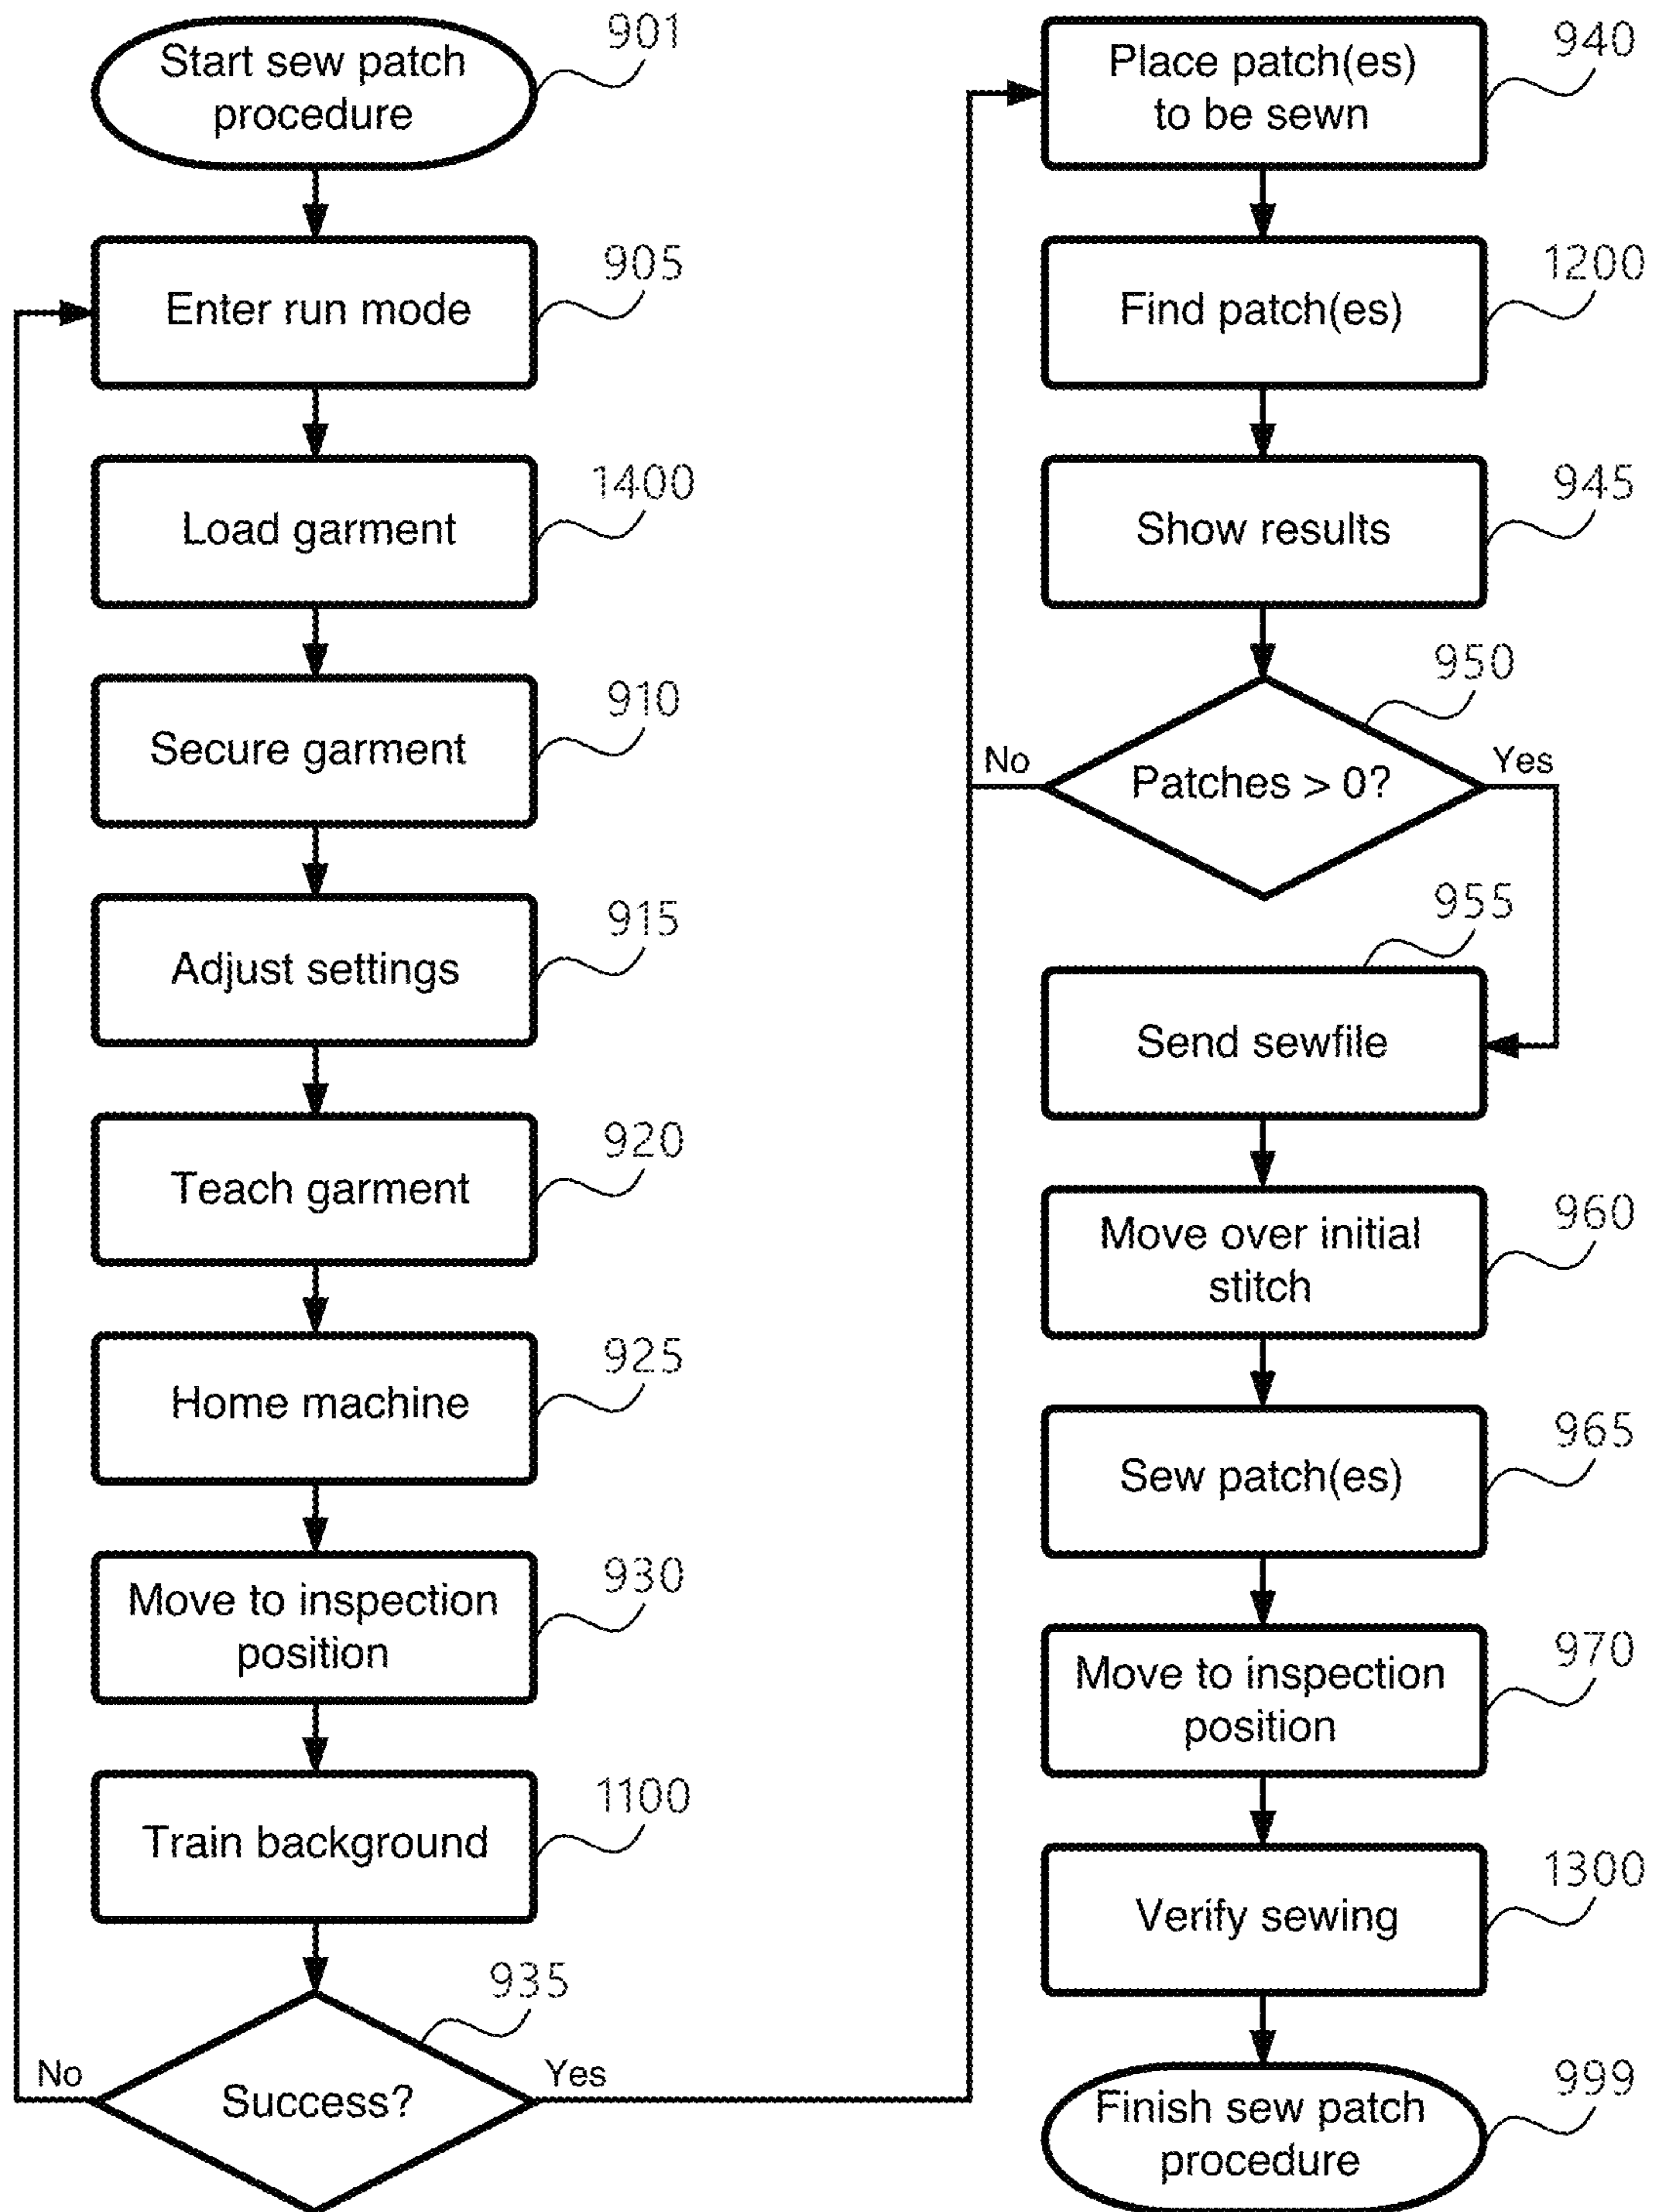 Start sew patch
procedure
901
Enter run mode
905
Load garment
1400
Secure garment
910
Adjust settings
915
Teach garment
920
Home machine
925
Move to inspection
position
930
Train background
1100
Success?
935
No
Yes
Place patch(es)
to be sewn
940
Find patch(es)
1200
Show results
945
Patches > 0?
950
No
Yes
Send sewfile
955
Move over initial
stitch
960
Sew patch(es)
965
Move to inspection
position
970
Verify sewing
1300
Finish sew patch
procedure
999